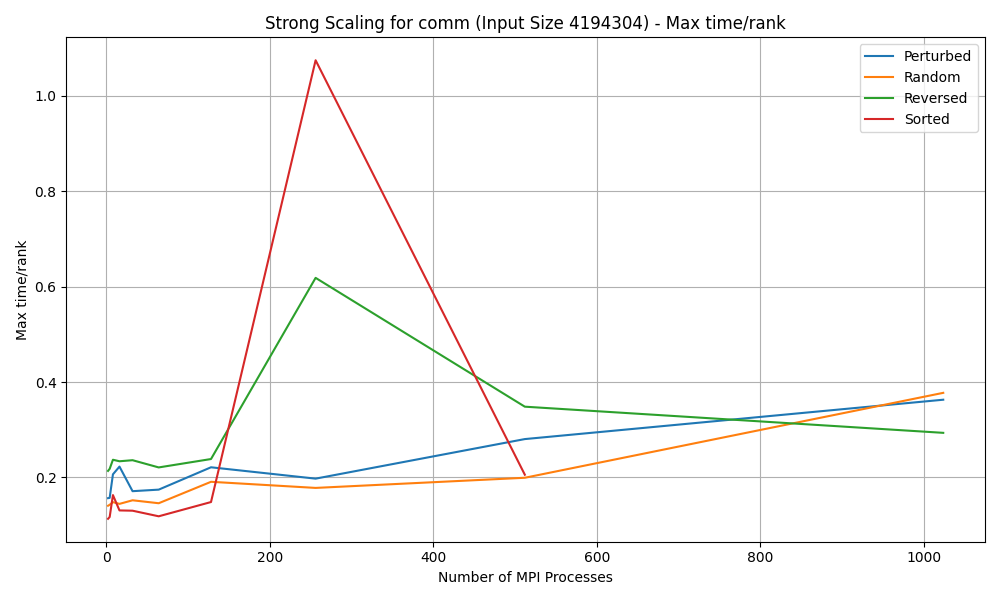 Strong Scaling for comm (Input Size 4194304) - Max time/rank
Perturbed
Random
Reversed
Sorted
Max time/rank
1.0
0.8
0.6
0.4
0.2
0
200
400
600
800
1000
Number of MPI Processes